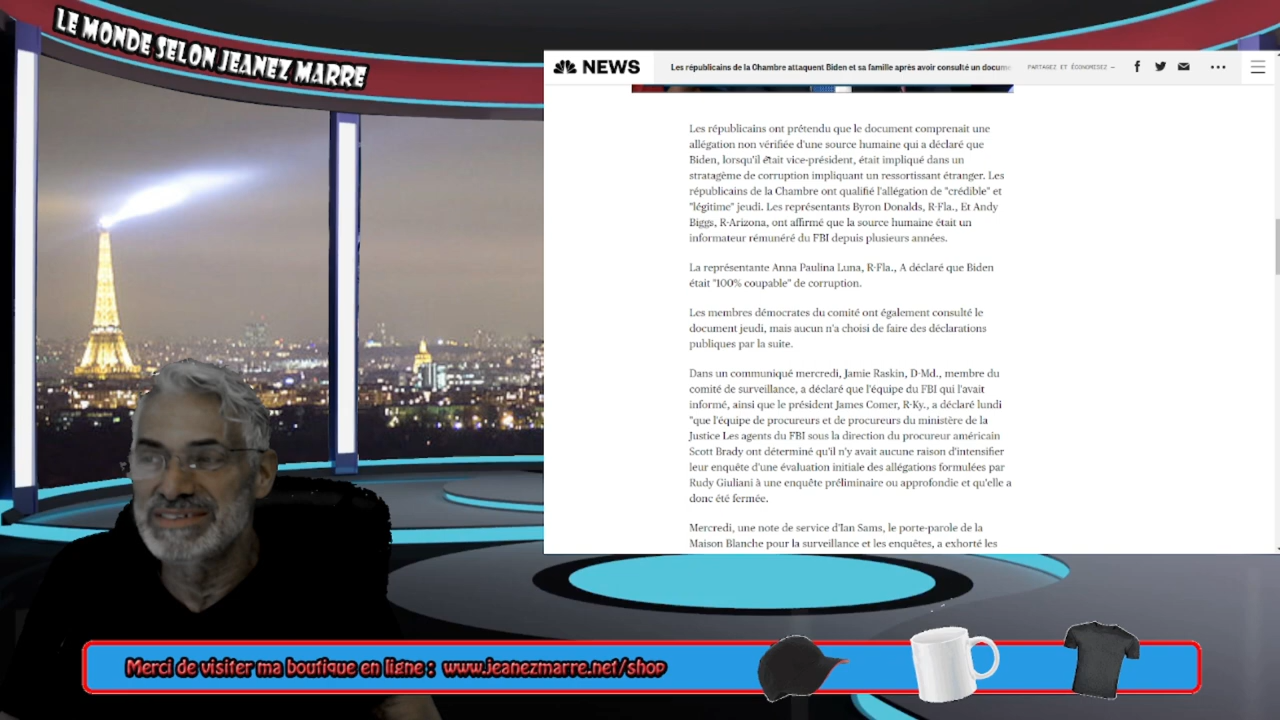 LE MONDE SELON JEANEZ MARRE
NEWS
Les républicains de la Chambre attaquent Biden et sa famille après avoir consulté un docum
PARTAGEZ ET ÉCONOMISEZ —
Les républicains ont prétendu que le document comprenait une
allégation non vérifiée d'une source humaine qui a déclaré que
Biden, lorsqu'il était vice-président, était impliqué dans un
stratagème de corruption impliquant un ressortissant étranger. Les
républicains de la Chambre ont qualifié l'allégation de "crédible" et
"légitime" jeudi. Les représentants Byron Donalds, R-Fla., Et Andy
Biggs, R-Arizona, ont affirmé que la source humaine était un
informateur rémunéré du FBI depuis plusieurs années.
La représentante Anna Paulina Luna, R-Fla., A déclaré que Biden
était "100% coupable" de corruption.
Les membres démocrates du comité ont également consulté le
document jeudi, mais aucun n'a choisi de faire des déclarations
publiques par la suite.
Dans un communiqué mercredi, Jamie Raskin, D-Md., membre du
comité de surveillance, a déclaré que l'équipe du FBI qui l'avait
informé, ainsi que le président James Comer, R-Ky., a déclaré lundi
"que l'équipe de procureurs et de procureurs du ministère de la
Justice Les agents du FBI sous la direction du procureur américain
Scott Brady ont déterminé qu'il n'y avait aucune raison d'intensifier
leur enquête d'une évaluation initiale des allégations formulées par
Rudy Giuliani à une enquête préliminaire ou approfondie et qu'elle a
donc été fermée.
Mercredi, une note de service d'Ian Sams, le porte-parole de la
Maison Blanche pour la surveillance et les enquêtes, a exhorté les
Merci de visiter ma boutique en ligne : www.jeanezmarre.net/shop